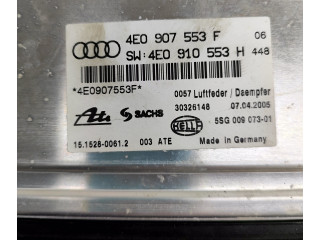 4E0 907 553 F 06
SW:4E0 910 553 H 448
*4E0907553F*
0057 Luftfeder / Daempfer
30326148 07.04.2005
Ate SACHS HELLA 5SG 009 073-01
15.1526-0061.2 003 ATE Made in Germany